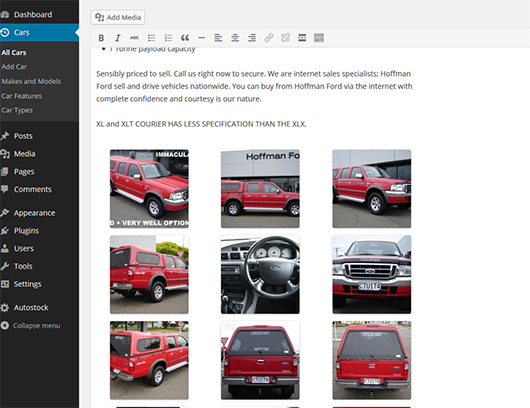 Dashboard
Cars
All Cars
Add Car
Makes and Models
Car Features
Car Types
Posts
Media
Pages
Comments
Appearance
Plugins
Users
Tools
Settings
Autostock
Collapse menu
Add Media
B I ABC
1 Tonne payload capacity
Sensibly priced to sell. Call us right now to secure. We are internet sales specialists; Hoffman
Ford sell and drive vehicles nationwide. You can buy from Hoffman Ford via the internet with
complete confidence and courtesy is our nature.
XL and XLT COURIER HAS LESS SPECIFICATION THAN THE XLX.
IMMACUL
D + VERY WELL OPTION
Hoffman Fo
CTU174
CTU174
CTU174